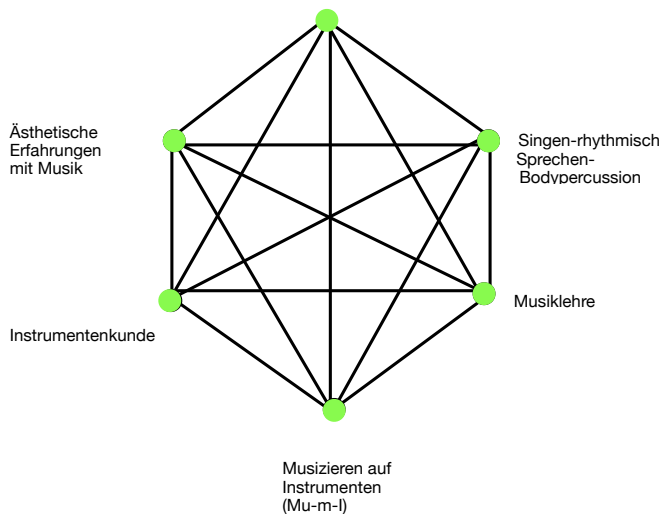 Ästhetische
Erfahrungen
mit Musik
Singen-rhythmisch
Sprechen-
Bodypercussion
Musiklehre
Instrumentenkunde
Musizieren auf
Instrumenten
(Mu-m-I)